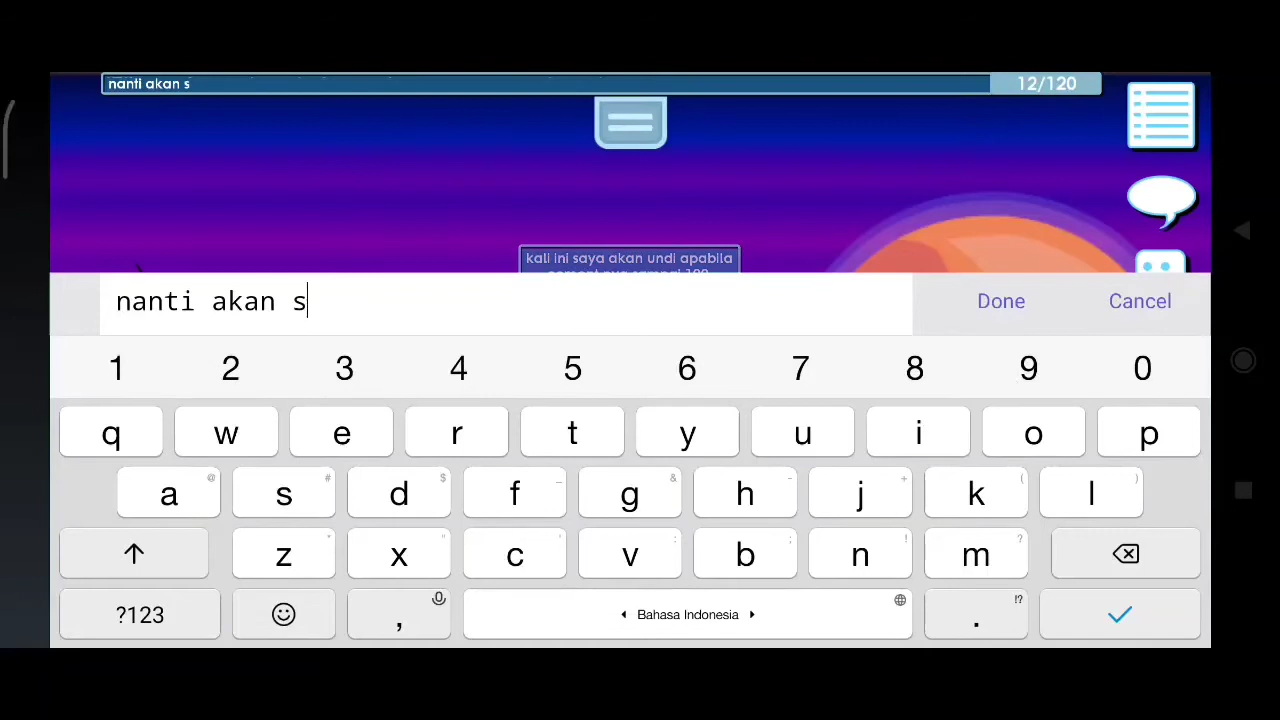 nanti akan s
12/120
kali ini saya akan undi apabila
nanti akan s
Done
Cancel
1 2 3 4 5 6 7 8 9 0
q w e r t y u i o p
@ # $ _ & - + ( )
a s d f g h j k l
* " ' : ; ! ?
z x c v b n m
?123 , Bahasa Indonesia !? .